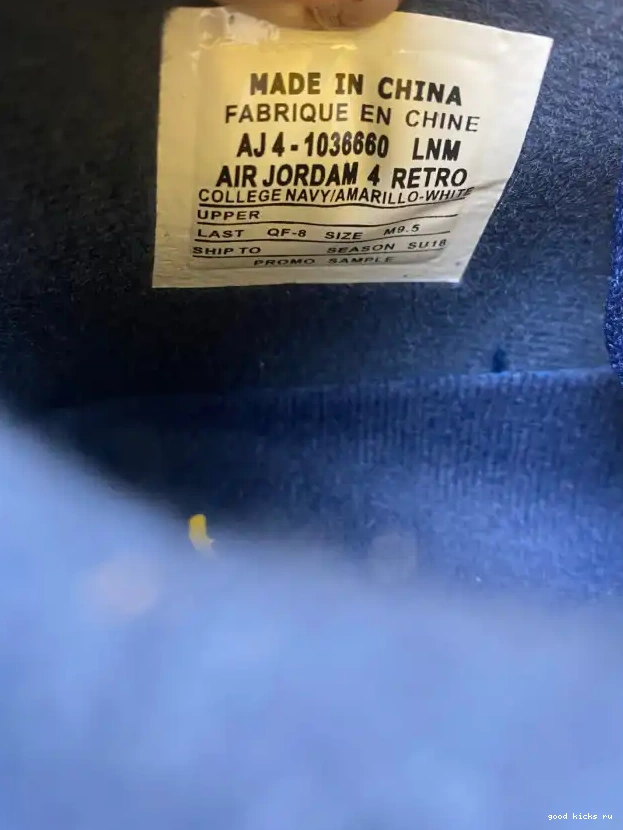 MADE IN CHINA
FABRIQUE EN CHINE
AJ 4 - 1036660 LNM
AIR JORDAM 4 RETRO
COLLEGE NAVY/AMARILLO-WHITE
UPPER
LAST QF-8 SIZE M9.5
SHIP TO SEASON SU18
PROMO SAMPLE
good kicks ru